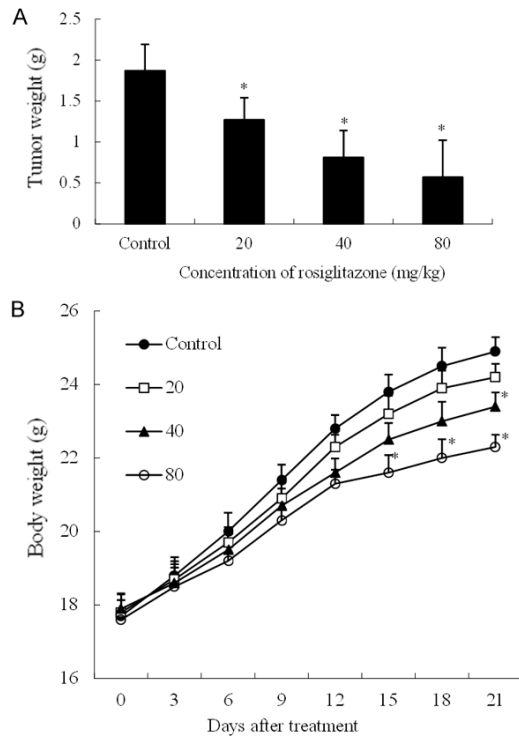 A
Tumor weight (g)
2.5
2
1.5
1
0.5
0
*
*
*
Control 20 40 80
Concentration of rosiglitazone (mg/kg)
B
Body weight (g)
26
24
22
20
18
16
Control
20
40
80
*
*
*
*
0 3 6 9 12 15 18 21
Days after treatment